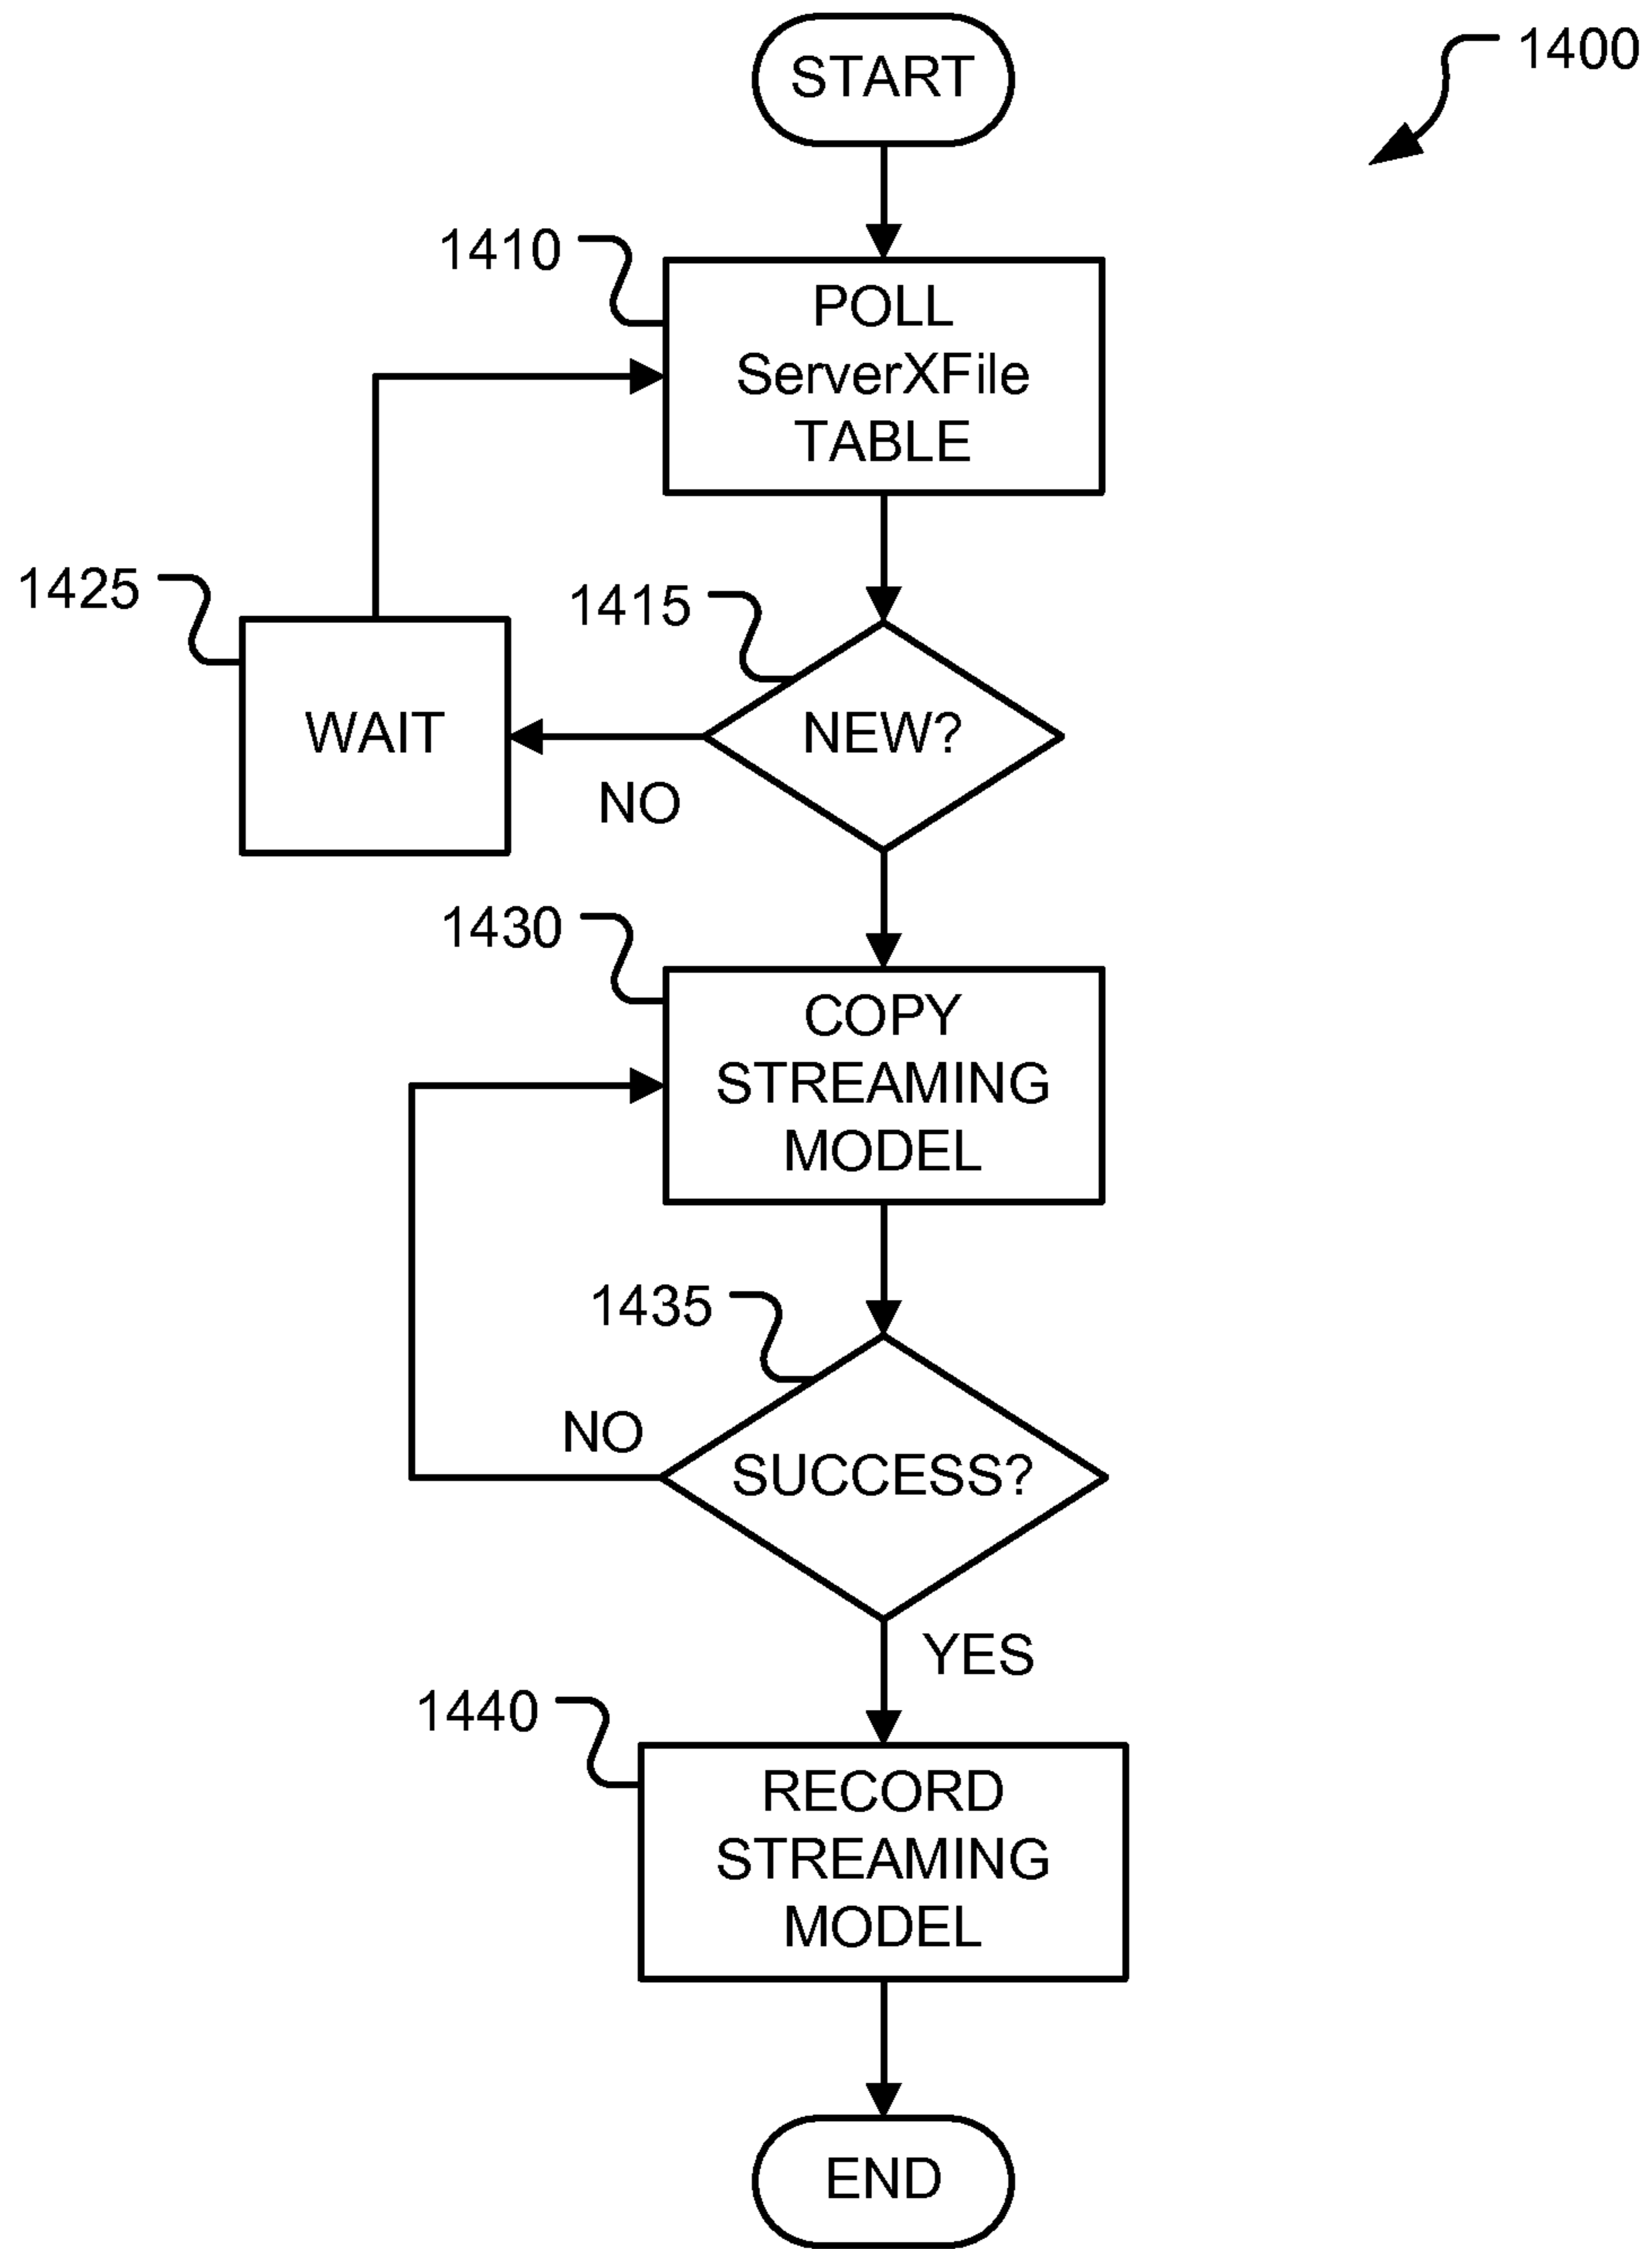 START
1400
1410
POLL
ServerXFile
TABLE
1425
1415
WAIT
NEW?
NO
1430
COPY
STREAMING
MODEL
1435
NO
SUCCESS?
YES
1440
RECORD
STREAMING
MODEL
END